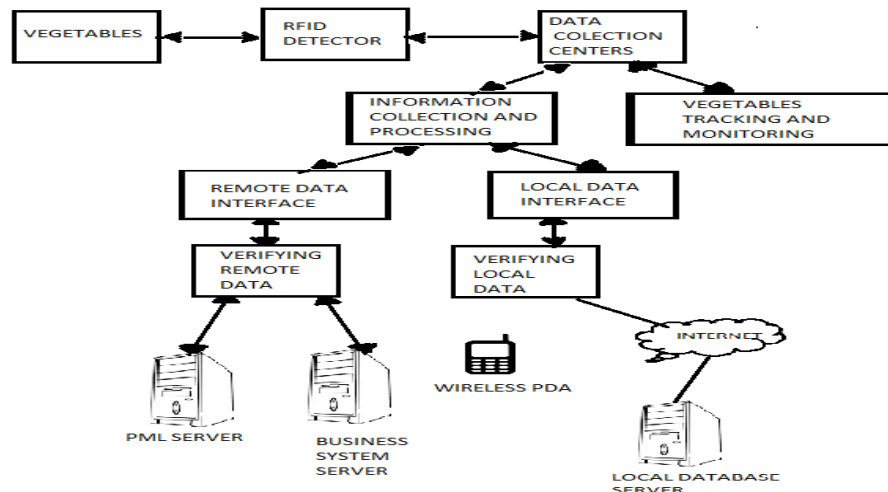 VEGETABLES
RFID
DETECTOR
DATA
COLECTION
CENTERS
INFORMATION
COLLECTION AND
PROCESSING
VEGETABLES
TRACKING AND
MONITORING
REMOTE DATA
INTERFACE
LOCAL DATA
INTERFACE
VERIFYING
REMOTE
DATA
VERIFYING
LOCAL
DATA
INTERNET
WIRELESS PDA
PML SERVER
BUSINESS
SYSTEM
SERVER
LOCAL DATABASE
SERVER